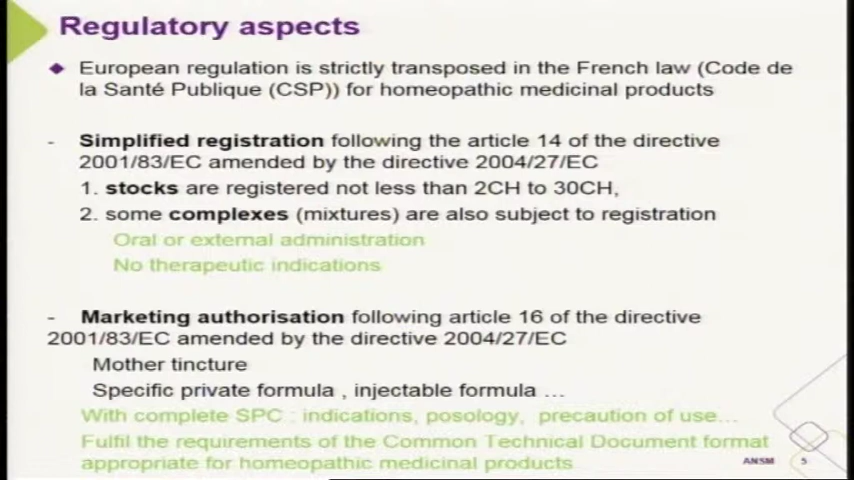 Regulatory aspects
European regulation is strictly transposed in the French law (Code de
la Santé Publique (CSP)) for homeopathic medicinal products
- Simplified registration following the article 14 of the directive
2001/83/EC amended by the directive 2004/27/EC
1. stocks are registered not less than 2CH to 30CH,
2. some complexes (mixtures) are also subject to registration
Oral or external administration
No therapeutic indications
- Marketing authorisation following article 16 of the directive
2001/83/EC amended by the directive 2004/27/EC
Mother tincture
Specific private formula , injectable formula ...
With complete SPC : indications, posology, precaution of use...
Fulfil the requirements of the Common Technical Document format
appropriate for homeopathic medicinal products
ANSM 5